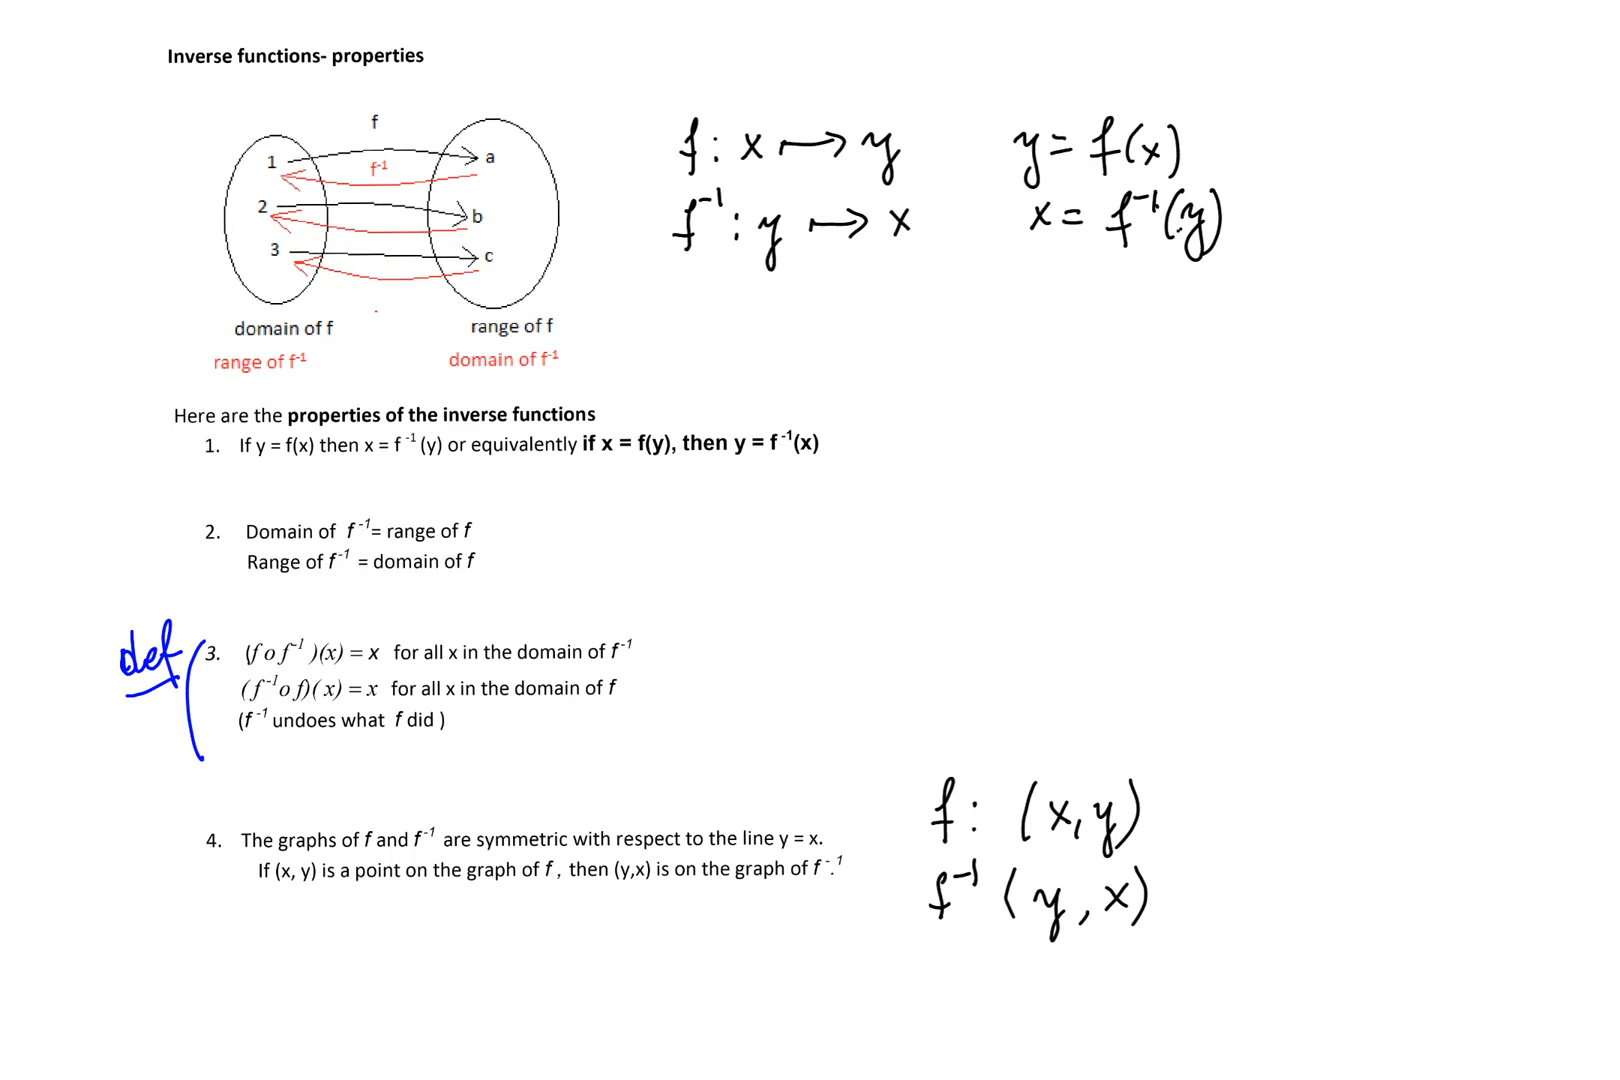 Inverse functions- properties
f
1 a
f-1
2 b
3 c
domain of f range of f
range of f-1 domain of f-1
f: x ↦ y y = f(x)
f⁻¹: y ↦ x x = f⁻¹(y)
Here are the properties of the inverse functions
1. If y = f(x) then x = f ⁻¹ (y) or equivalently if x = f(y), then y = f ⁻¹(x)
2. Domain of f ⁻¹= range of f
Range of f ⁻¹ = domain of f
def
3. (f o f⁻¹ )(x) = x for all x in the domain of f ⁻¹
(f⁻¹o f)( x) = x for all x in the domain of f
(f ⁻¹ undoes what f did )
4. The graphs of f and f ⁻¹ are symmetric with respect to the line y = x.
If (x, y) is a point on the graph of f , then (y,x) is on the graph of f ⁻.¹
f: (x, y)
f⁻¹ (y, x)